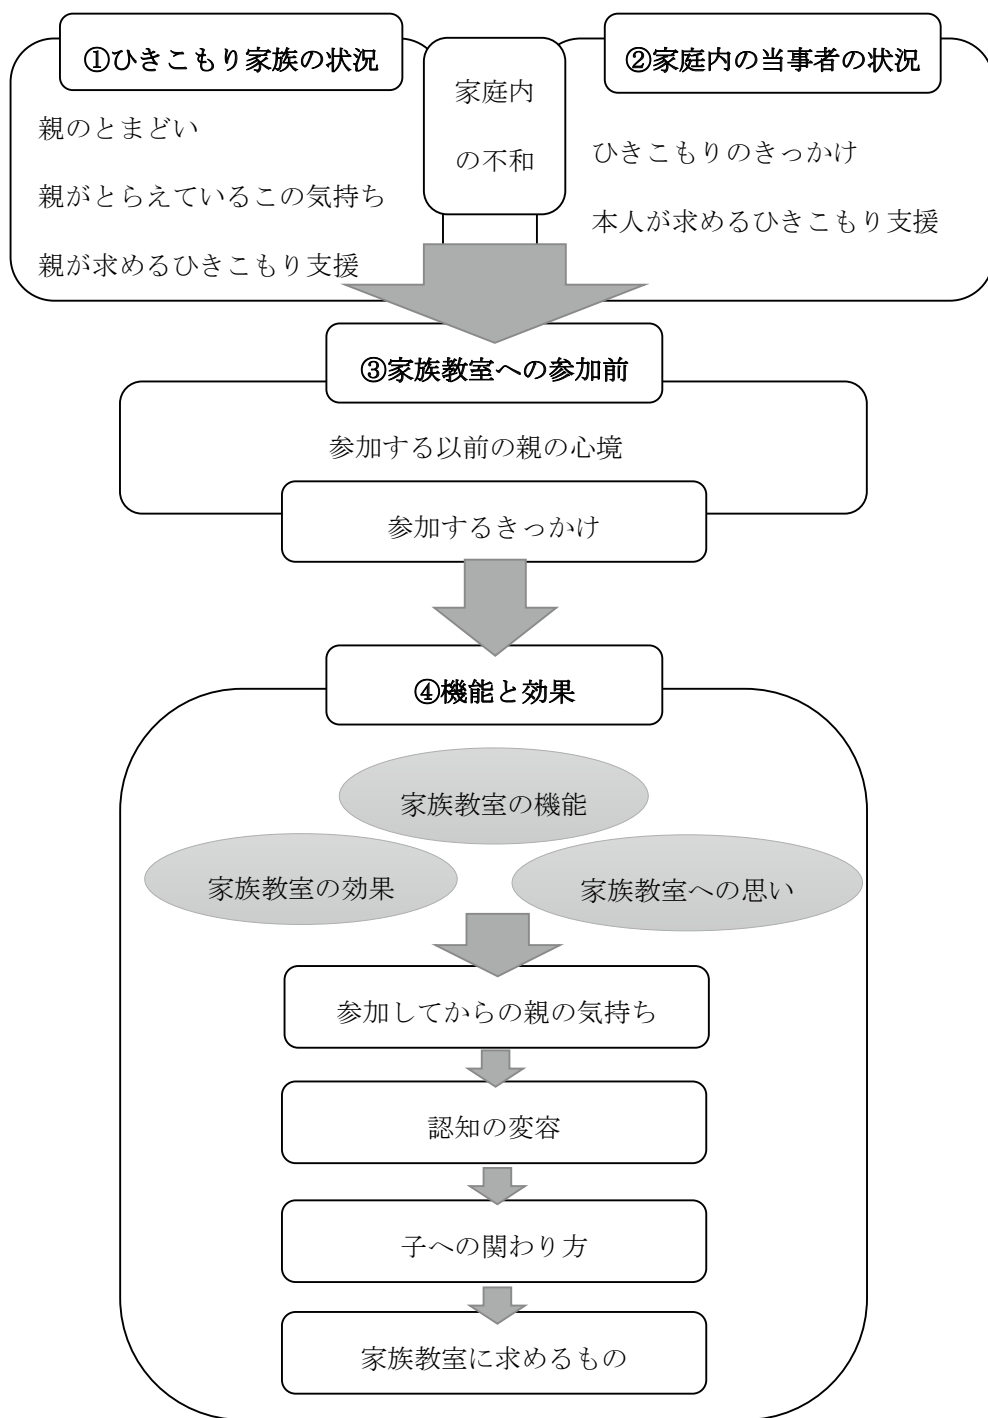 ①ひきこもり家族の状況
親のとまどい
親がとらえているこの気持ち
親が求めるひきこもり支援
家庭内
の不和
②家庭内の当事者の状況
ひきこもりのきっかけ
本人が求めるひきこもり支援
③家族教室への参加前
参加する以前の親の心境
参加するきっかけ
④機能と効果
家族教室の機能
家族教室の効果
家族教室への思い
参加してからの親の気持ち
認知の変容
子への関わり方
家族教室に求めるもの